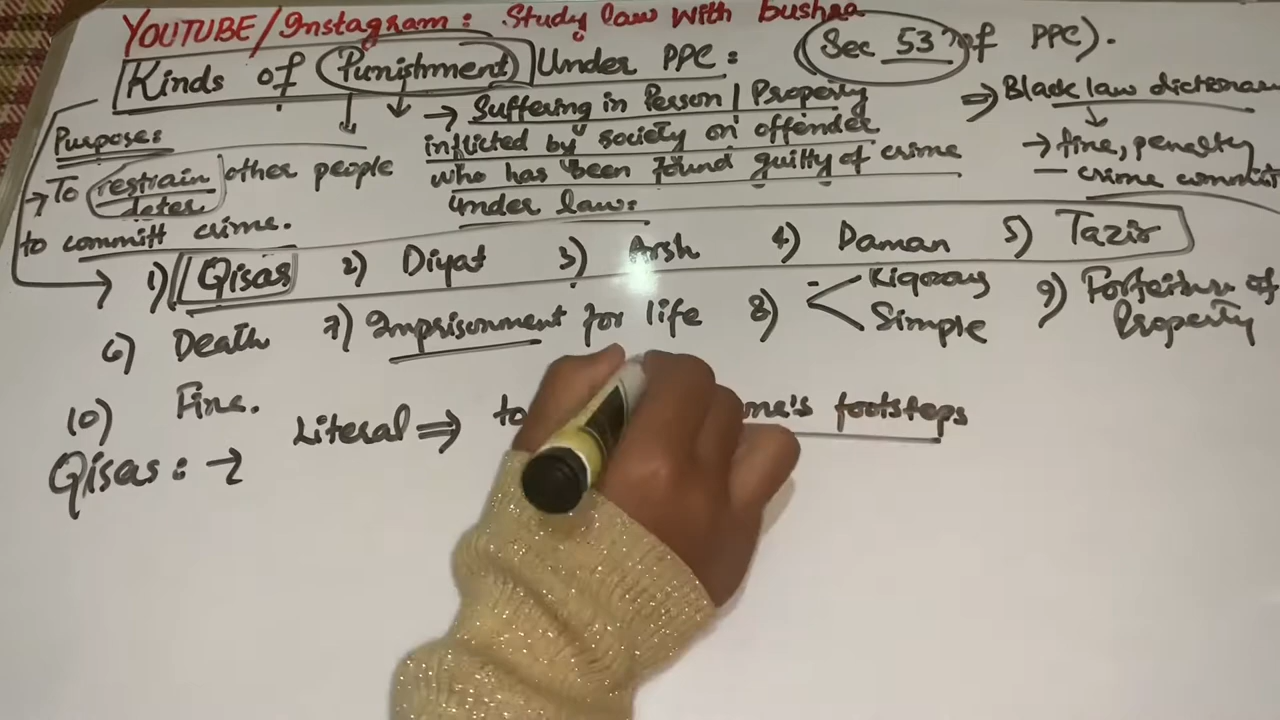 YOUTUBE/Instagram: Study law with bushra
Kinds of Punishment Under PPC: (Sec 53 of PPC).
→ Suffering in Person / Property
inflicted by society on offender
who has been found guilty of crime
under law:
⇒ Black law dictionary
→ fine, penalty
— crime commit
Purpose:
→ To restrain other people
deter
to committ crime.
1) Qisas 2) Diyat 3) Arsh 4) Daman 5) Tazir
6) Death 7) Imprisonment for life 8) Rigorous
Simple
9) Forfeiture of
Property
10) Fine.
Qisas: → Literal ⇒ to footsteps